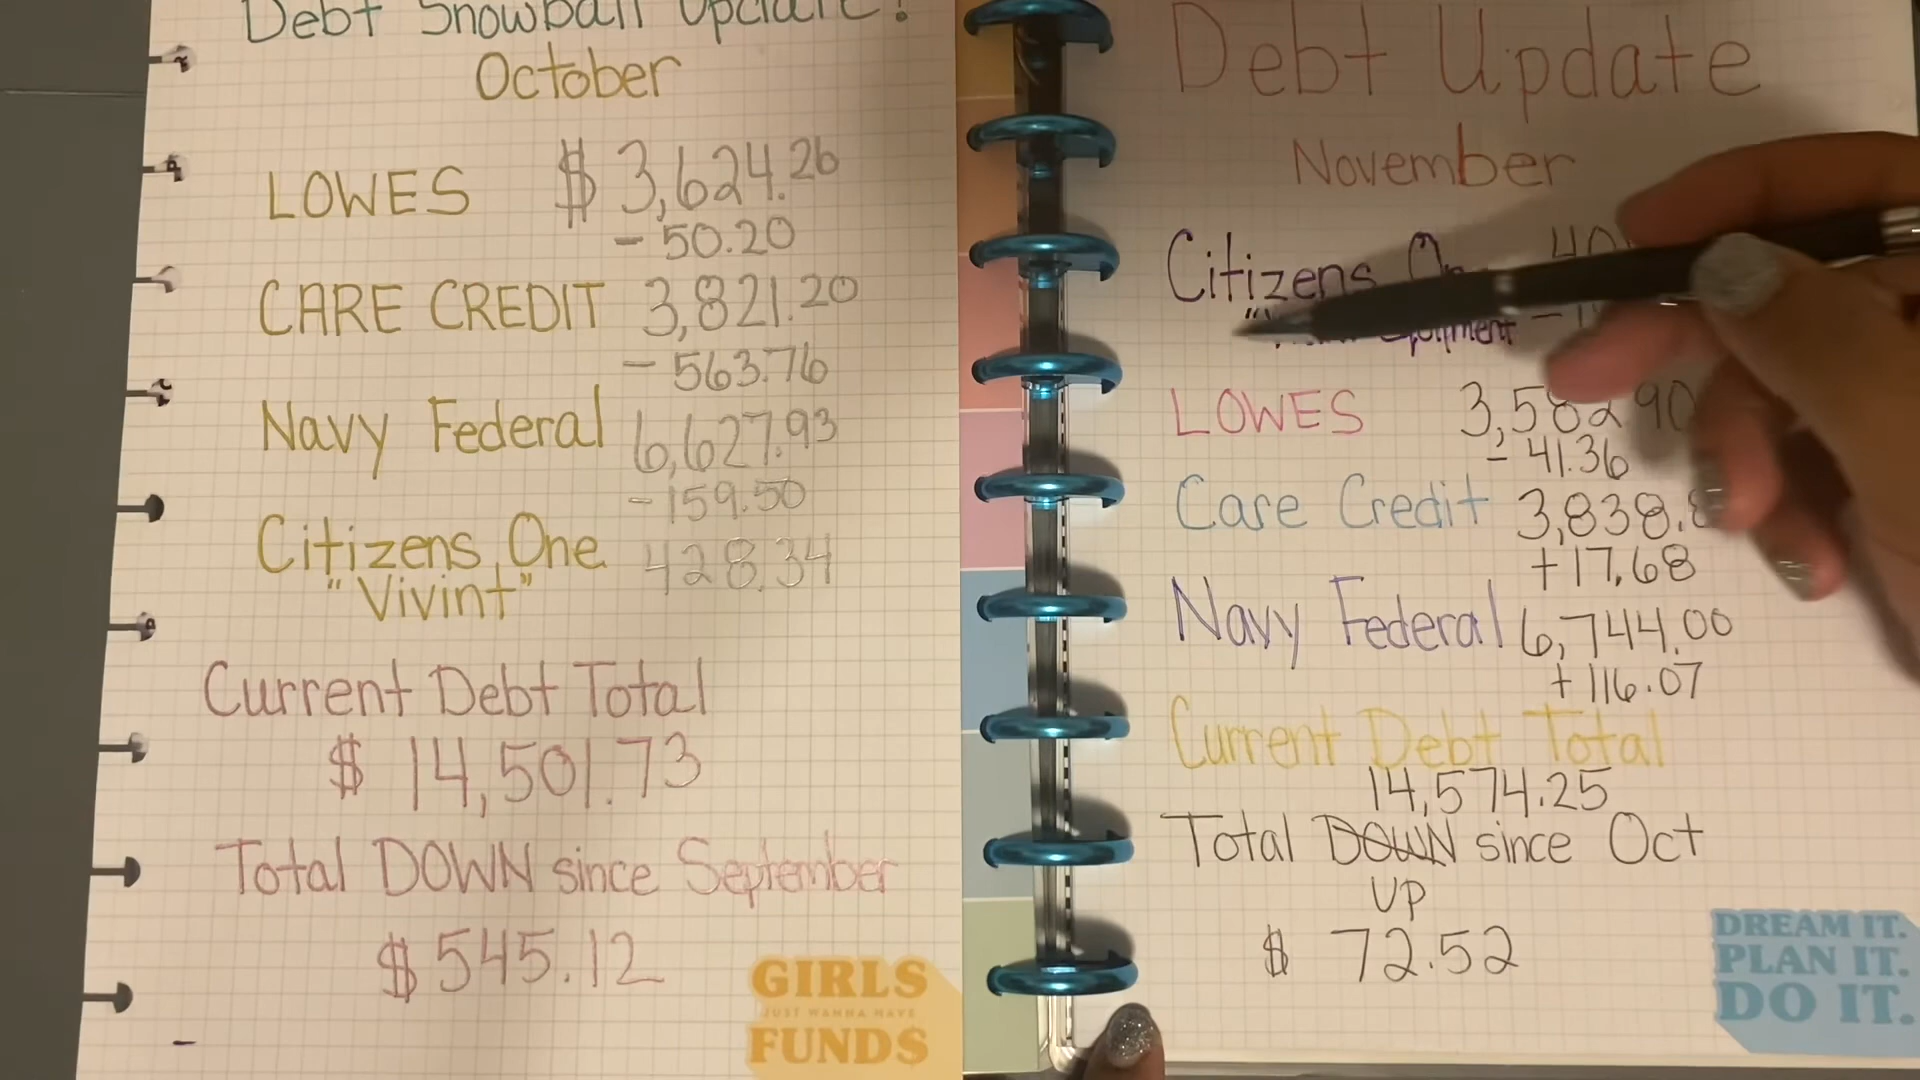 Debt Snowball Update!
October
LOWES $ 3,624.26
- 50.20
CARE CREDIT 3,821.20
- 563.76
Navy Federal 6,627.93
- 159.50
Citizens One 428.34
"Vivint"
Current Debt Total
$ 14,501.73
Total DOWN since September
$ 545.12
GIRLS
JUST WANNA HAVE
FUNDS
Debt Update
November
Citizens
LOWES 3,582.90
- 41.36
Care Credit 3,838.
+ 17.68
Navy Federal 6,744.00
+ 116.07
Current Debt Total
14,574.25
Total DOWN since Oct
UP
$ 72.52
DREAM IT.
PLAN IT.
DO IT.